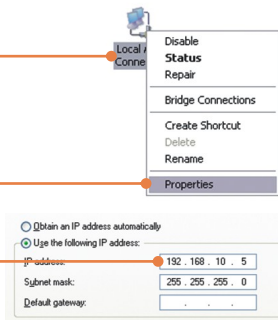 Local A
Conne
Disable
Status
Repair
Bridge Connections
Create Shortcut
Delete
Rename
Properties
Obtain an IP address automatically
Use the following IP address:
IP address:
192 . 168 . 10 . 5
Subnet mask:
255 . 255 . 255 . 0
Default gateway:
. . .